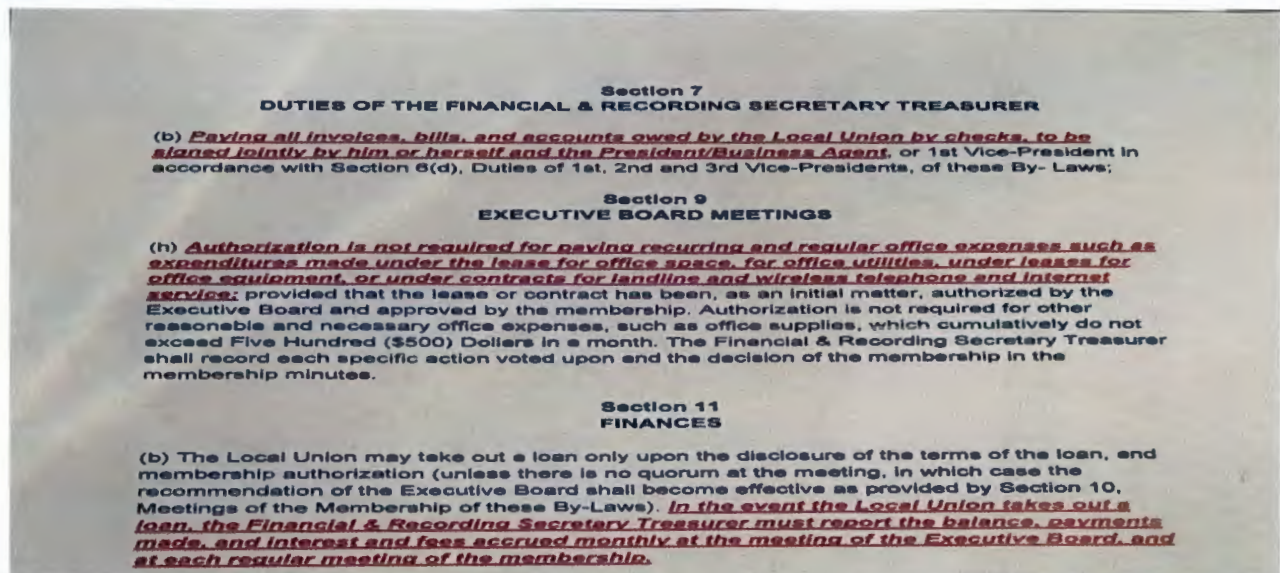 Section 7
DUTIES OF THE FINANCIAL & RECORDING SECRETARY TREASURER
(b) Paying all invoices, bills, and accounts owed by the Local Union by checks, to be
signed jointly by him or herself and the President/Business Agent, or 1st Vice-President in
accordance with Section 6(d), Duties of 1st, 2nd and 3rd Vice-Presidents, of these By- Laws;
Section 9
EXECUTIVE BOARD MEETINGS
(h) Authorization is not required for paying recurring and regular office expenses such as
expenditures made under the lease for office space, for office utilities, under leases for
office equipment, or under contracts for landline and wireless telephone and internet
service; provided that the lease or contract has been, as an initial matter, authorized by the
Executive Board and approved by the membership. Authorization is not required for other
reasonable and necessary office expenses, such as office supplies, which cumulatively do not
exceed Five Hundred ($500) Dollars in a month. The Financial & Recording Secretary Treasurer
shall record each specific action voted upon and the decision of the membership in the
membership minutes.
Section 11
FINANCES
(b) The Local Union may take out a loan only upon the disclosure of the terms of the loan, and
membership authorization (unless there is no quorum at the meeting, in which case the
recommendation of the Executive Board shall become effective as provided by Section 10,
Meetings of the Membership of these By-Laws). In the event the Local Union takes out a
loan, the Financial & Recording Secretary Treasurer must report the balance, payments
made, and interest and fees accrued monthly at the meeting of the Executive Board, and
at each regular meeting of the membership.